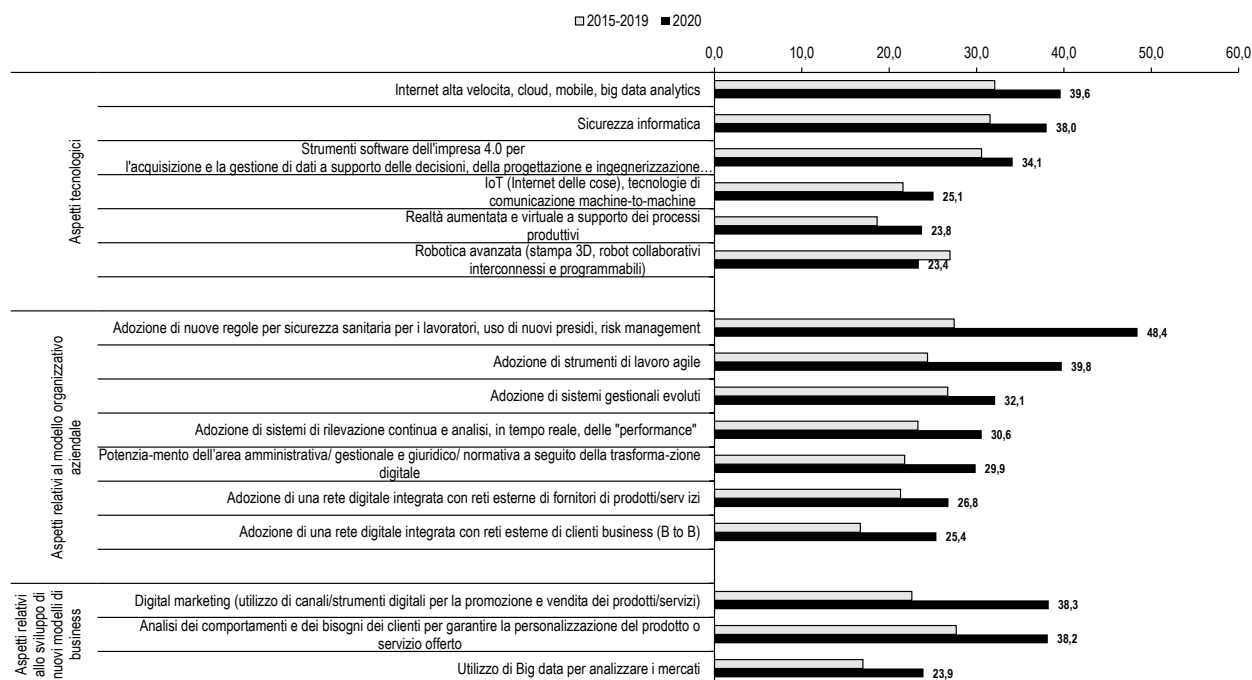 2015-2019 2020
0,0 10,0 20,0 30,0 40,0 50,0 60,0
Aspetti tecnologici
Internet alta velocita, cloud, mobile, big data analytics 39,6
Sicurezza informatica 38,0
Strumenti software dell'impresa 4.0 per
l'acquisizione e la gestione di dati a supporto delle decisioni, della progettazione e ingegnerizzazione... 34,1
IoT (Internet delle cose), tecnologie di
comunicazione machine-to-machine 25,1
Realtà aumentata e virtuale a supporto dei processi
produttivi 23,8
Robotica avanzata (stampa 3D, robot collaborativi
interconnessi e programmabili) 23,4
Aspetti relativi al modello organizzativo
aziendale
Adozione di nuove regole per sicurezza sanitaria per i lavoratori, uso di nuovi presidi, risk management 48,4
Adozione di strumenti di lavoro agile 39,8
Adozione di sistemi gestionali evoluti 32,1
Adozione di sistemi di rilevazione continua e analisi, in tempo reale, delle "performance" 30,6
Potenzia-mento dell'area amministrativa/ gestionale e giuridico/ normativa a seguito della trasforma-zione
digitale 29,9
Adozione di una rete digitale integrata con reti esterne di fornitori di prodotti/serv izi 26,8
Adozione di una rete digitale integrata con reti esterne di clienti business (B to B) 25,4
Aspetti relativi
allo sviluppo di
nuovi modelli di
business
Digital marketing (utilizzo di canali/strumenti digitali per la promozione e vendita dei prodotti/servizi) 38,3
Analisi dei comportamenti e dei bisogni dei clienti per garantire la personalizzazione del prodotto o
servizio offerto 38,2
Utilizzo di Big data per analizzare i mercati 23,9